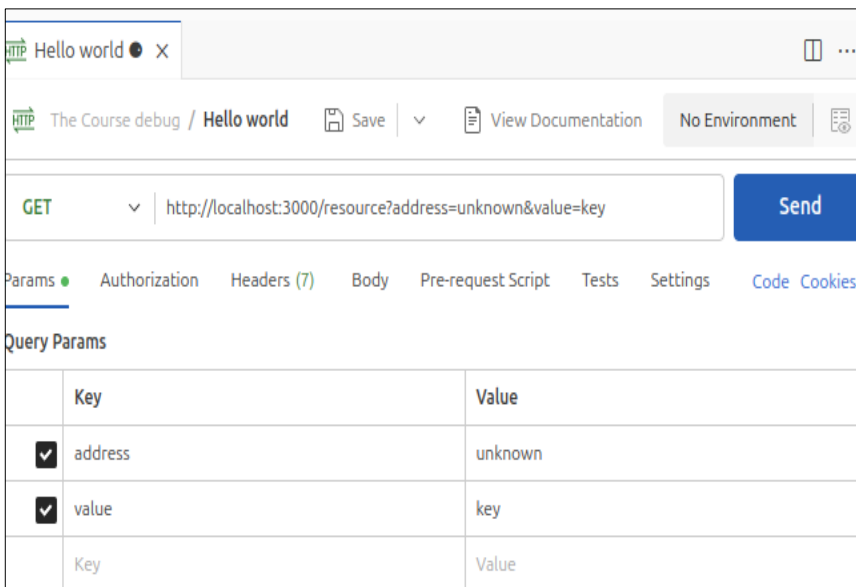 HTTP Hello world
HTTP The Course debug / Hello world Save View Documentation No Environment
GET http://localhost:3000/resource?address=unknown&value=key Send
Params Authorization Headers (7) Body Pre-request Script Tests Settings Code Cookies
Query Params
Key Value
address unknown
value key
Key Value